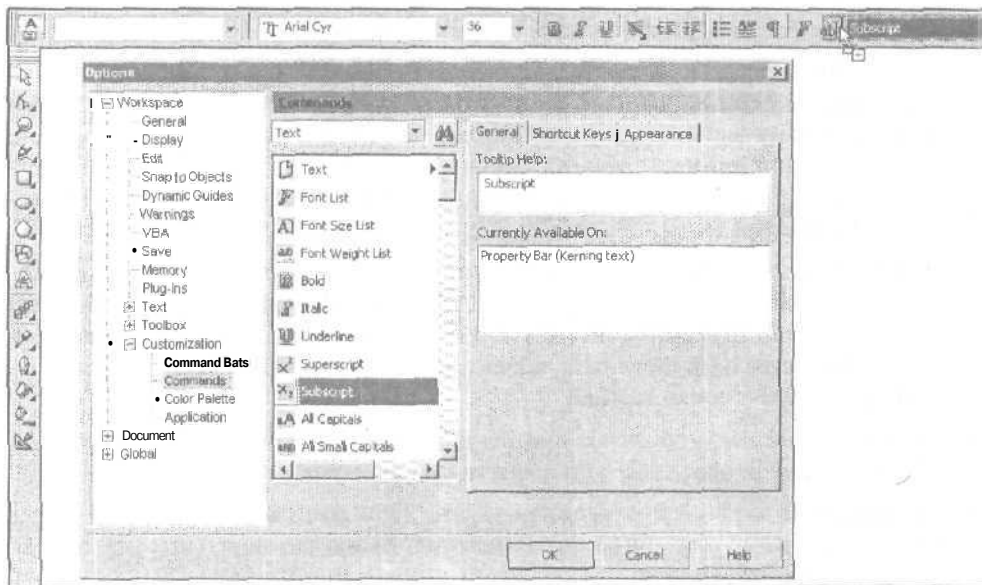 Arial Cyr
36
Subscript
Options
Workspace
General
Display
Edit
Snap to Objects
Dynamic Guides
Warnings
VBA
Save
Memory
Plug-Ins
Text
Toolbox
Customization
Command Bats
Commands
Color Palette
Application
Document
Global
Commands
Text
Text
Font List
Font Size List
Font Weight List
Bold
Italic
Underline
Superscript
Subscript
All Capitals
All Small Capitals
General
Shortcut Keys
Appearance
Tooltip Help:
Subscript
Currently Available On:
Property Bar (Kerning text)
OK
Cancel
Help